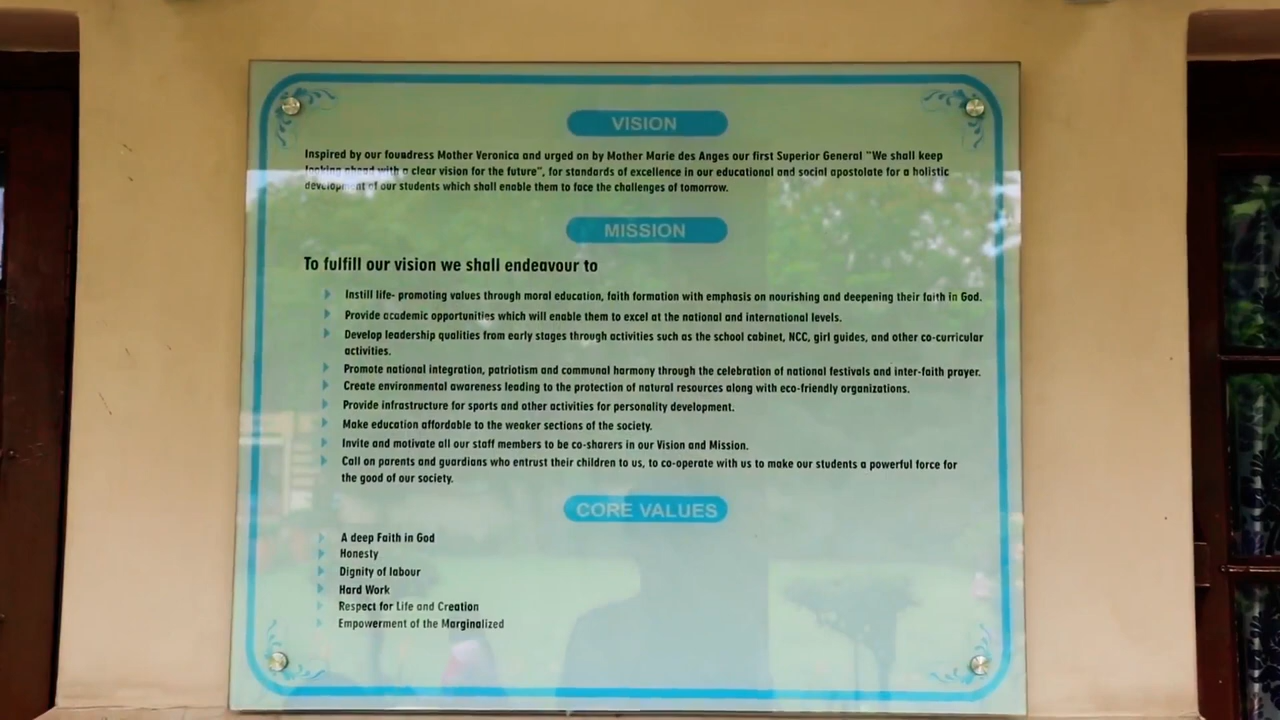 VISION
Inspired by our foundress Mother Veronica and urged on by Mother Marie des Anges our first Superior General "We shall keep
looking ahead with a clear vision for the future", for standards of excellence in our educational and social apostolate for a holistic
development of our students which shall enable them to face the challenges of tomorrow.
MISSION
To fulfill our vision we shall endeavour to
Instill life- promoting values through moral education, faith formation with emphasis on nourishing and deepening their faith in God.
Provide academic opportunities which will enable them to excel at the national and international levels.
Develop leadership qualities from early stages through activities such as the school cabinet, NCC, girl guides, and other co-curricular
activities.
Promote national integration, patriotism and communal harmony through the celebration of national festivals and inter-faith prayer.
Create environmental awareness leading to the protection of natural resources along with eco-friendly organizations.
Provide infrastructure for sports and other activities for personality development.
Make education affordable to the weaker sections of the society.
Invite and motivate all our staff members to be co-sharers in our Vision and Mission.
Call on parents and guardians who entrust their children to us, to co-operate with us to make our students a powerful force for
the good of our society.
CORE VALUES
A deep Faith in God
Honesty
Dignity of labour
Hard Work
Respect for Life and Creation
Empowerment of the Marginalized